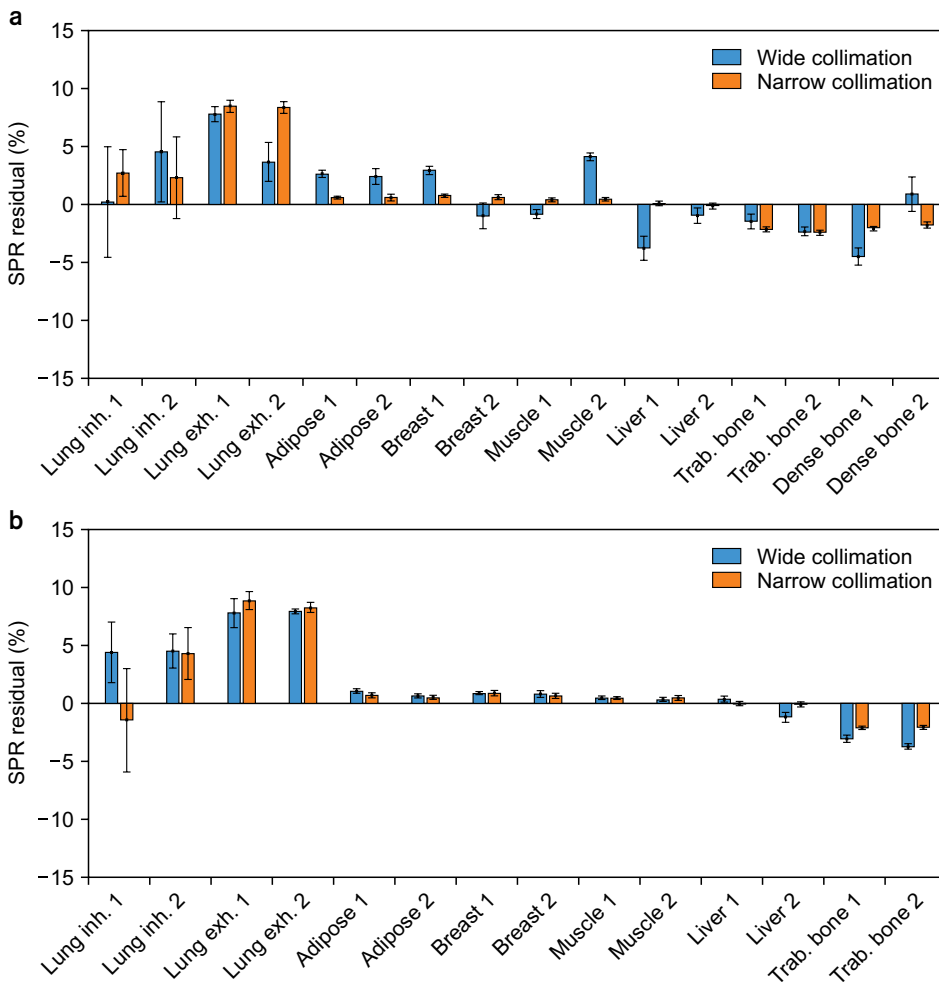 a
15
10
5
0
−5
−10
−15
SPR residual (%)
Wide collimation
Narrow collimation
Lung inh. 1
Lung inh. 2
Lung exh. 1
Lung exh. 2
Adipose 1
Adipose 2
Breast 1
Breast 2
Muscle 1
Muscle 2
Liver 1
Liver 2
Trab. bone 1
Trab. bone 2
Dense bone 1
Dense bone 2
b
15
10
5
0
−5
−10
−15
SPR residual (%)
Wide collimation
Narrow collimation
Lung inh. 1
Lung inh. 2
Lung exh. 1
Lung exh. 2
Adipose 1
Adipose 2
Breast 1
Breast 2
Muscle 1
Muscle 2
Liver 1
Liver 2
Trab. bone 1
Trab. bone 2